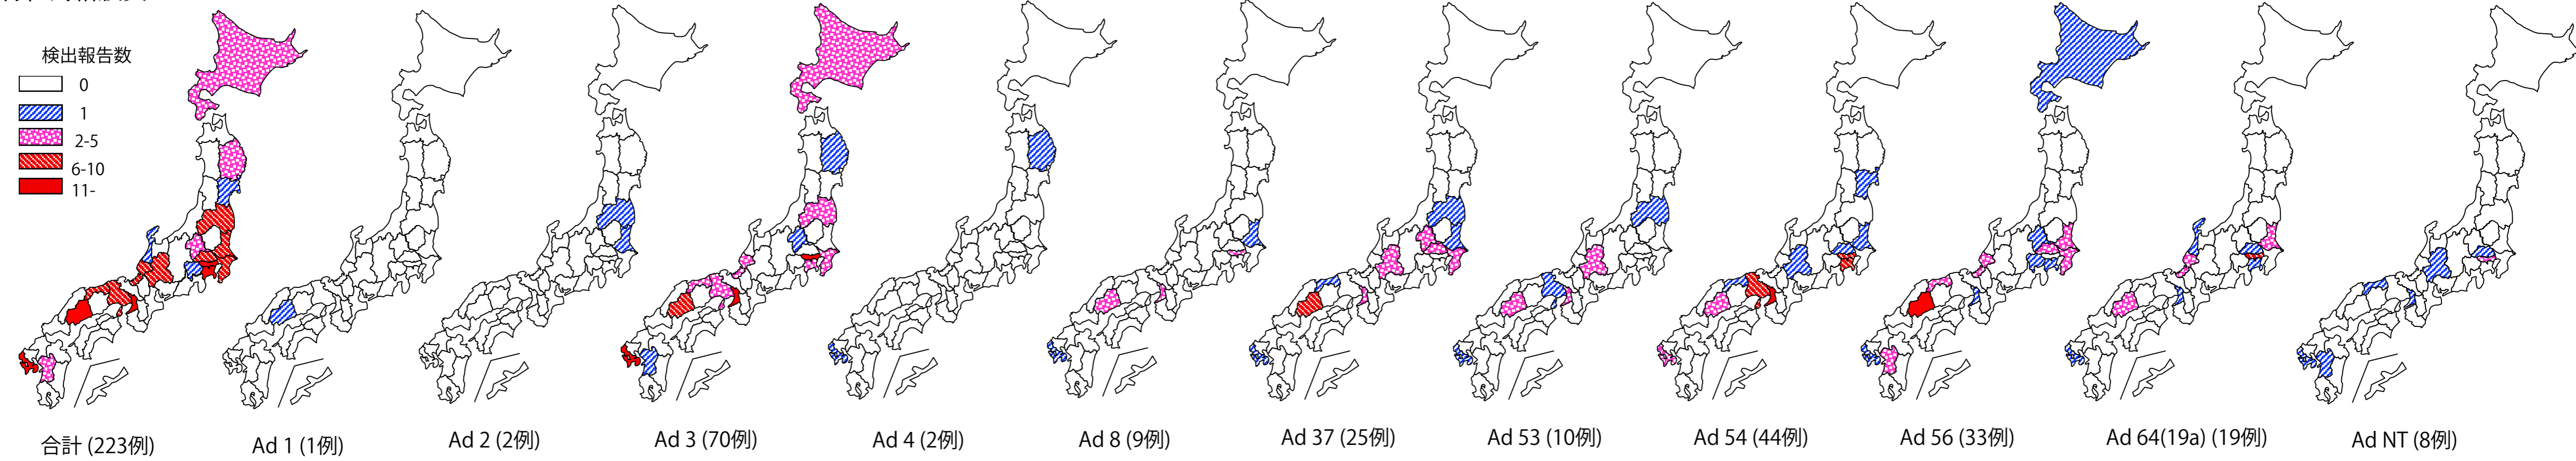 検出報告数
0
1
2-5
6-10
11-
合計 (223例)
Ad 1 (1例)
Ad 2 (2例)
Ad 3 (70例)
Ad 4 (2例)
Ad 8 (9例)
Ad 37 (25例)
Ad 53 (10例)
Ad 54 (44例)
Ad 56 (33例)
Ad 64(19a) (19例)
Ad NT (8例)